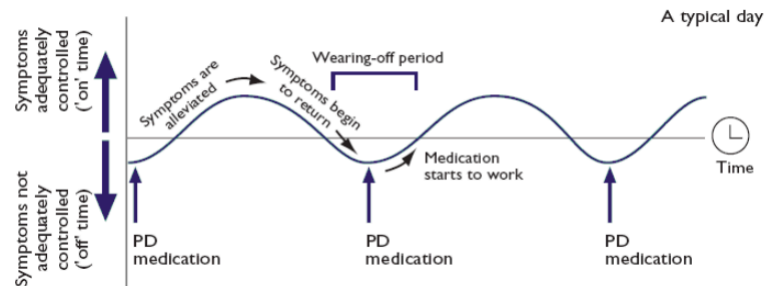 A typical day
Symptoms
adequately
controlled
('on' time)
Symptoms not
adequately
controlled
('off' time)
Symptoms are
alleviated
Symptoms begin
to return
Wearing-off period
Medication
starts to work
Time
PD
medication
PD
medication
PD
medication